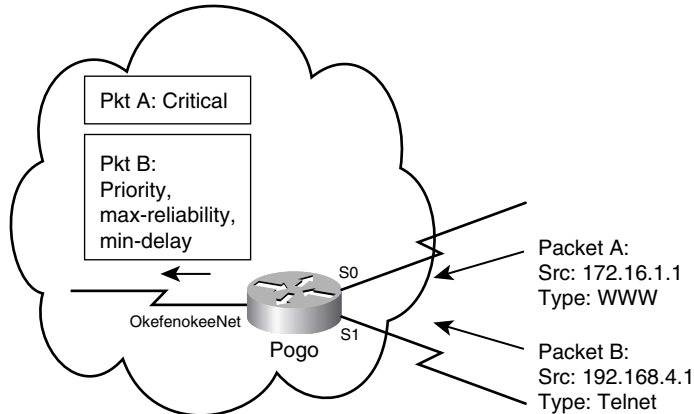 Pkt A: Critical
Pkt B:
Priority,
max-reliability,
min-delay
S0
OkefenokeeNet
S1
Pogo
Packet A:
Src: 172.16.1.1
Type: WWW
Packet B:
Src: 192.168.4.1
Type: Telnet